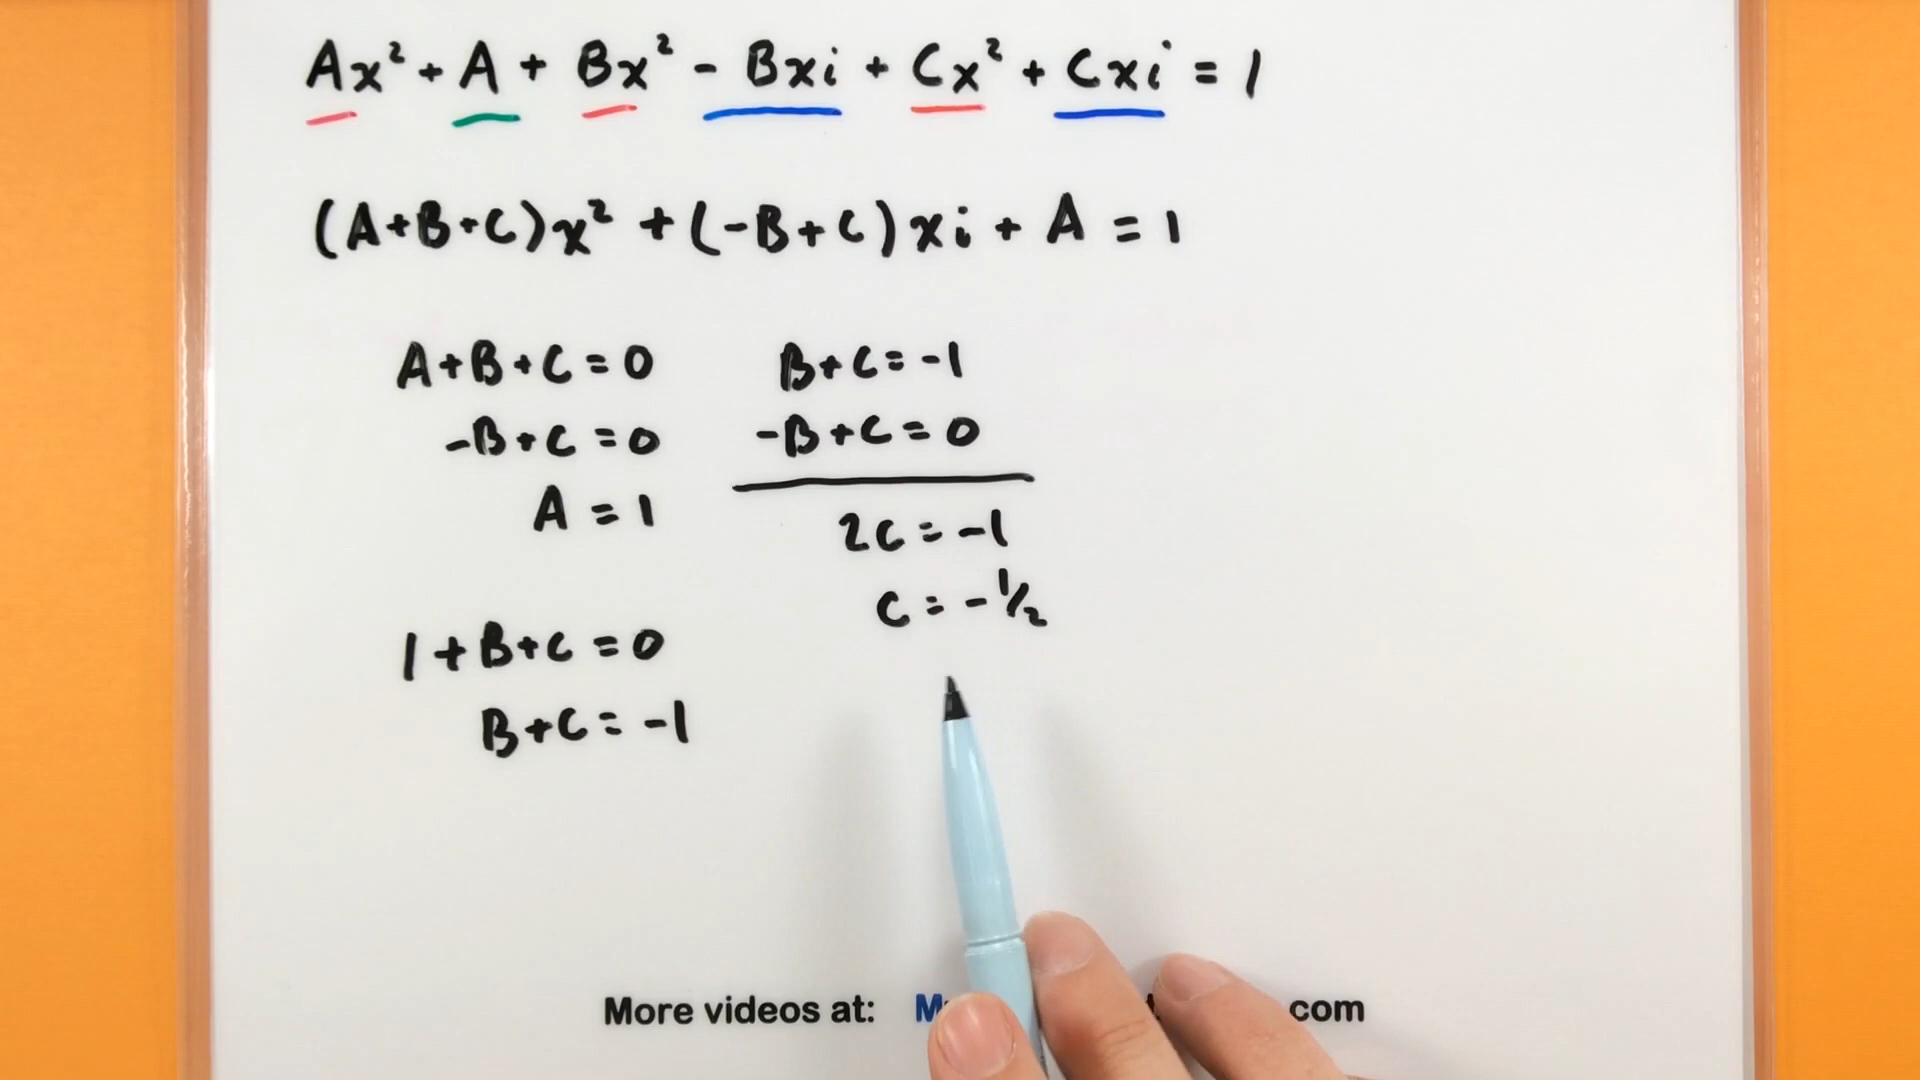 Ax² + A + Bx² - Bxi + Cx² + Cxi = 1
(A+B+C)x² + (-B+C)xi + A = 1
A+B+C=0
-B+C=0
A=1
1+B+C=0
B+C=-1
B+C=-1
-B+C=0
2C=-1
C=-1/2
More videos at: com